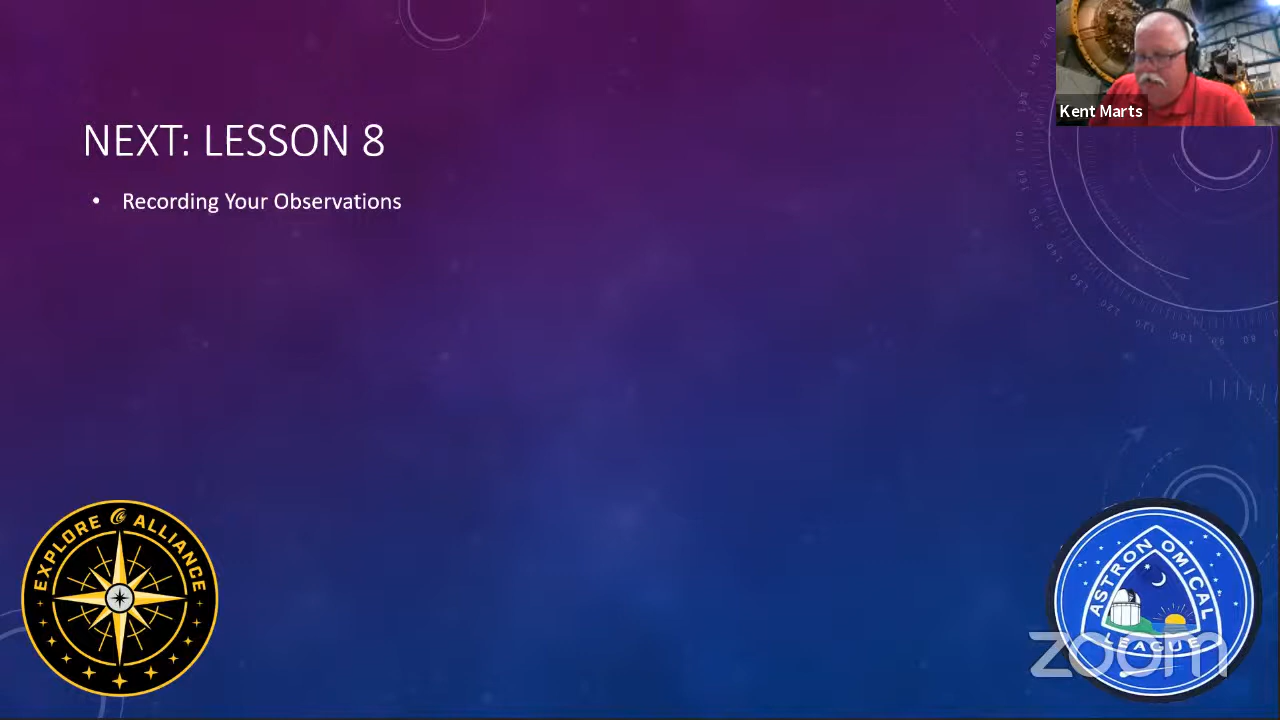 NEXT: LESSON 8
• Recording Your Observations
Kent Marts
EXPLORE ALLIANCE
ASTRONOMICAL
LEAGUE
zoom